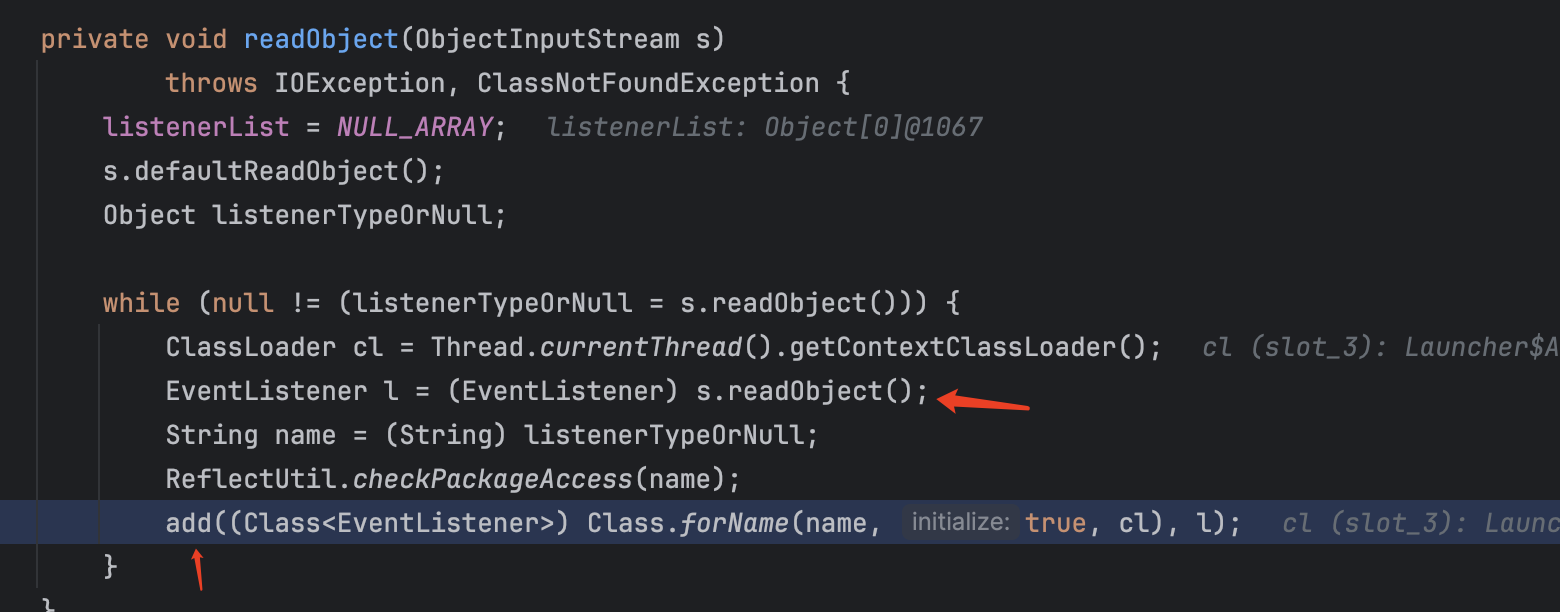 private void readObject(ObjectInputStream s)
throws IOException, ClassNotFoundException {
listenerList = NULL_ARRAY; listenerList: Object[0]@1067
s.defaultReadObject();
Object listenerTypeOrNull;
while (null != (listenerTypeOrNull = s.readObject())) {
ClassLoader cl = Thread.currentThread().getContextClassLoader(); cl (slot_3): Launcher$A
EventListener l = (EventListener) s.readObject();
String name = (String) listenerTypeOrNull;
ReflectUtil.checkPackageAccess(name);
add((Class<EventListener>) Class.forName(name, initialize: true, cl), l); cl (slot_3): Launc
}
}